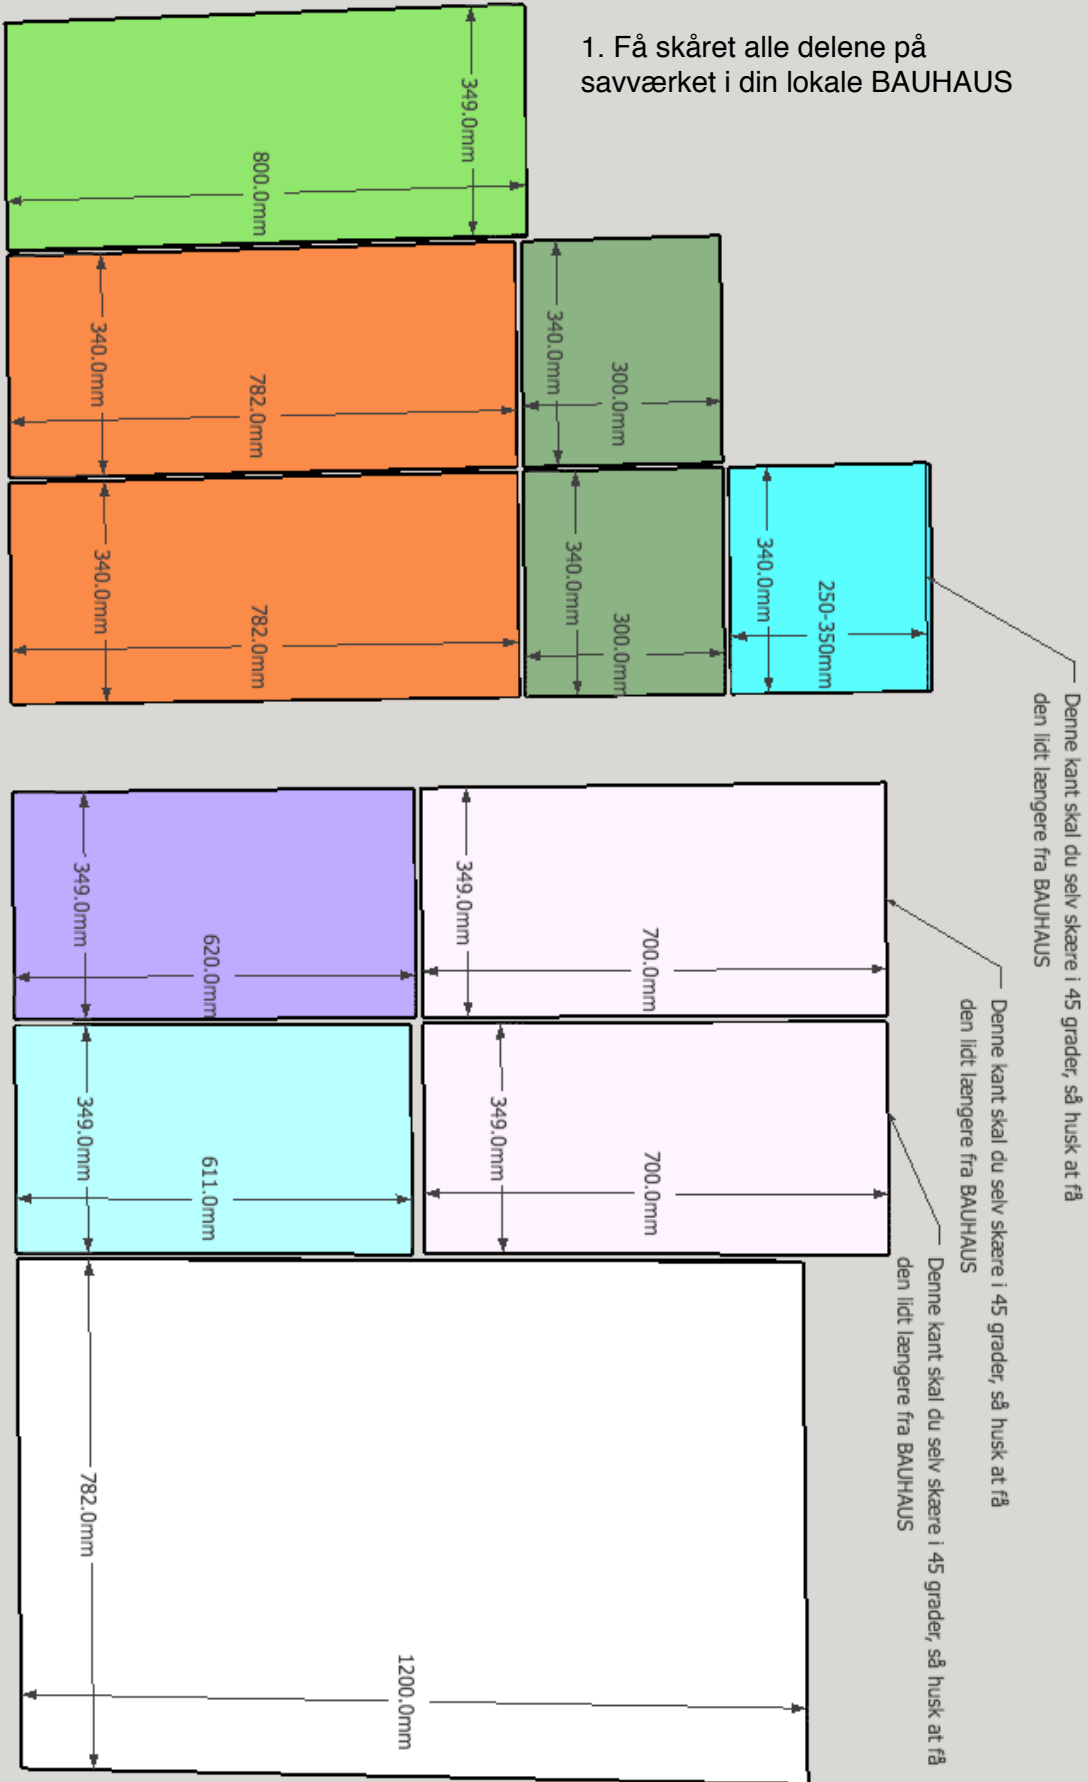 1. Få skåret alle delene på
savværket i din lokale BAUHAUS
349.0mm
800.0mm
340.0mm
782.0mm
340.0mm
300.0mm
340.0mm
782.0mm
340.0mm
300.0mm
340.0mm
250-350mm
Denne kant skal du selv skære i 45 grader, så husk at få
den lidt længere fra BAUHAUS
349.0mm
620.0mm
349.0mm
700.0mm
Denne kant skal du selv skære i 45 grader, så husk at få
den lidt længere fra BAUHAUS
349.0mm
611.0mm
349.0mm
700.0mm
Denne kant skal du selv skære i 45 grader, så husk at få
den lidt længere fra BAUHAUS
782.0mm
1200.0mm